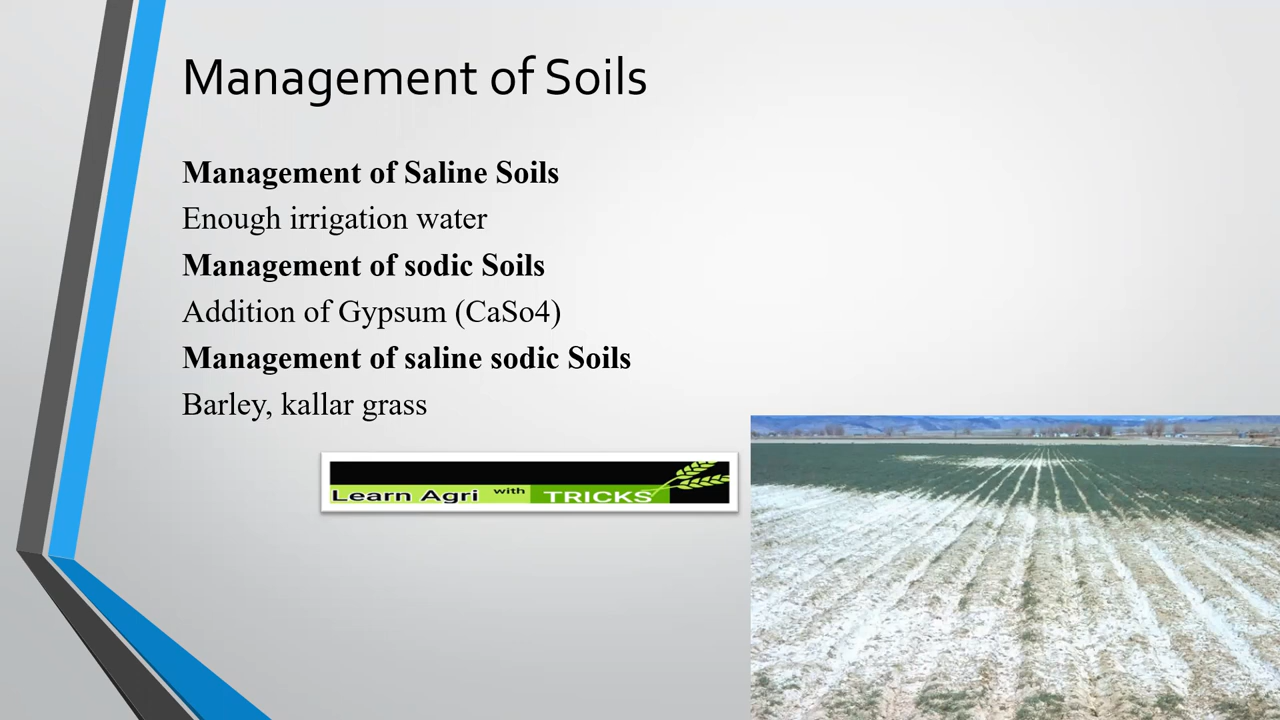 Management of Soils
Management of Saline Soils
Enough irrigation water
Management of sodic Soils
Addition of Gypsum (CaSo4)
Management of saline sodic Soils
Barley, kallar grass
Learn Agri with TRICKS